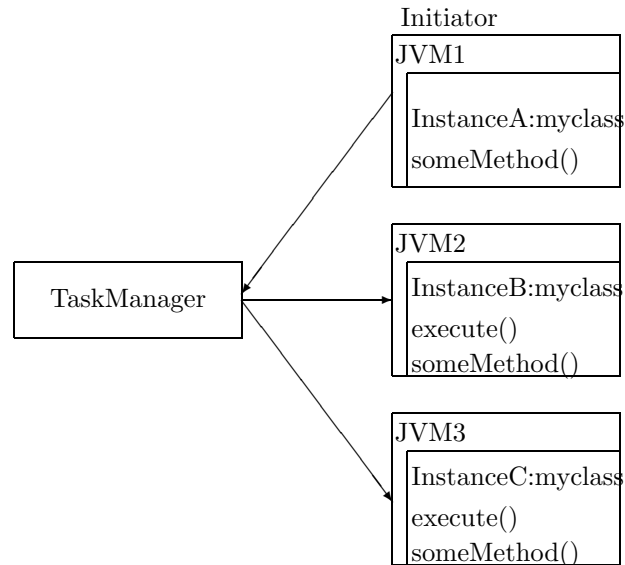 Initiator
JVM1
InstanceA:myclass
someMethod()
JVM2
InstanceB:myclass
execute()
someMethod()
TaskManager
JVM3
InstanceC:myclass
execute()
someMethod()